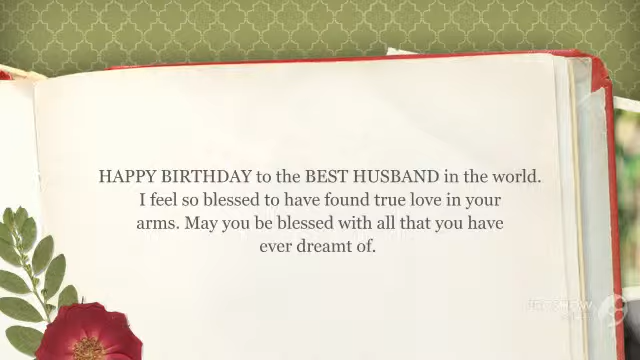 HAPPY BIRTHDAY to the BEST HUSBAND in the world.
I feel so blessed to have found true love in your
arms. May you be blessed with all that you have
ever dreamt of.